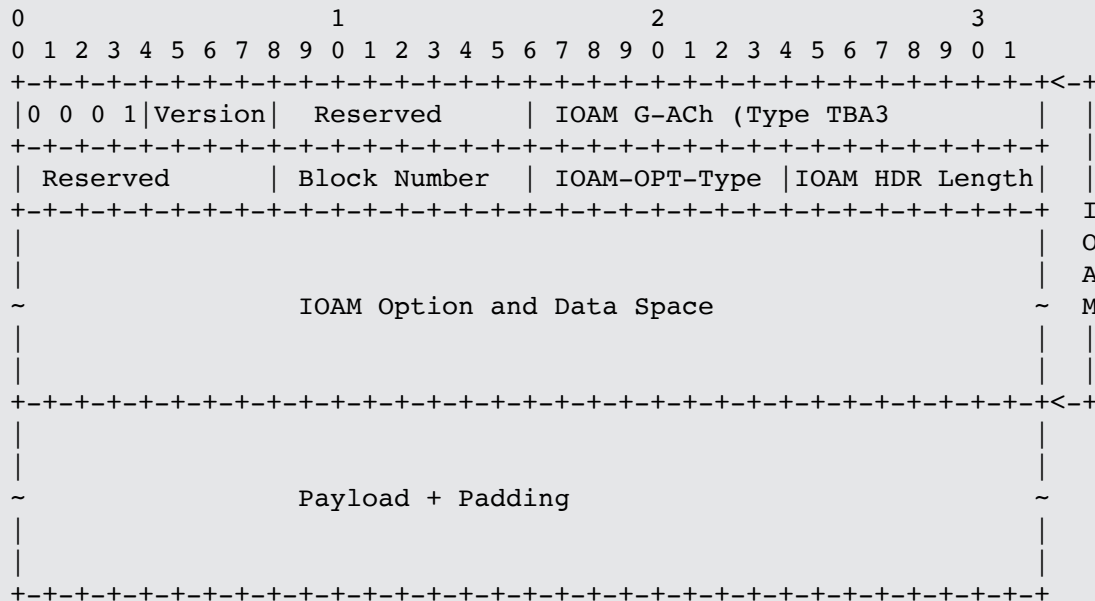 0                   1                   2                   3
0 1 2 3 4 5 6 7 8 9 0 1 2 3 4 5 6 7 8 9 0 1 2 3 4 5 6 7 8 9 0 1
+-+-+-+-+-+-+-+-+-+-+-+-+-+-+-+-+-+-+-+-+-+-+-+-+-+-+-+-+-+-+-+-+<-+
|0 0 0 1|Version|  Reserved     | IOAM G-ACh (Type TBA3         |  |
+-+-+-+-+-+-+-+-+-+-+-+-+-+-+-+-+-+-+-+-+-+-+-+-+-+-+-+-+-+-+-+-+  |
| Reserved      | Block Number  | IOAM-OPT-Type |IOAM HDR Length|  |
+-+-+-+-+-+-+-+-+-+-+-+-+-+-+-+-+-+-+-+-+-+-+-+-+-+-+-+-+-+-+-+-+  I
|                                                               |  O
|                                                               |  A
~                 IOAM Option and Data Space                    ~  M
|                                                               |  |
|                                                               |  |
+-+-+-+-+-+-+-+-+-+-+-+-+-+-+-+-+-+-+-+-+-+-+-+-+-+-+-+-+-+-+-+-+<-+
|                                                               |
|                                                               |
~                 Payload + Padding                             ~
|                                                               |
|                                                               |
+-+-+-+-+-+-+-+-+-+-+-+-+-+-+-+-+-+-+-+-+-+-+-+-+-+-+-+-+-+-+-+-+